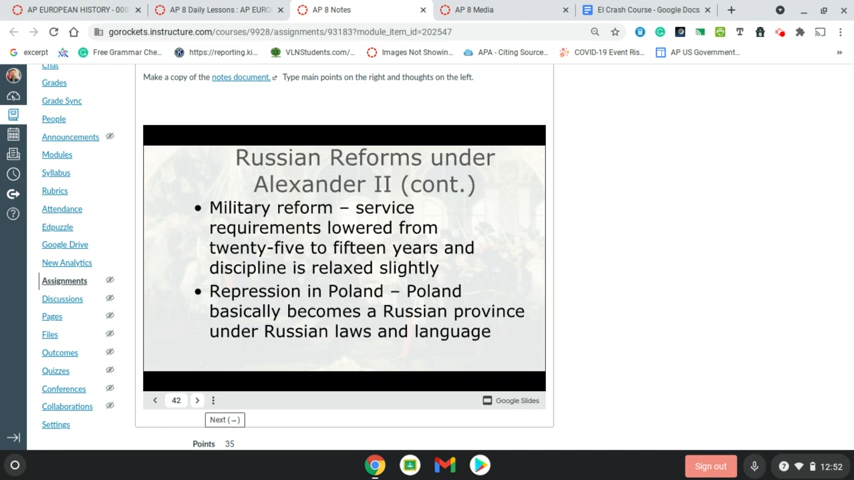 AP EUROPEAN HISTORY - 000
AP 8 Daily Lessons : AP EURO
AP 8 Notes
AP 8 Media
EI Crash Course - Google Docs
gorockets.instructure.com/courses/9928/assignments/93183?module_item_id=202547
excerpt
Free Grammar Che...
https://reporting.ki...
VLNStudents.com/...
Images Not Showin...
APA - Citing Source...
COVID-19 Event Ris...
AP US Government...
Chat
Grades
Grade Sync
People
Announcements
Modules
Syllabus
Rubrics
Attendance
Edpuzzle
Google Drive
New Analytics
Assignments
Discussions
Pages
Files
Outcomes
Quizzes
Conferences
Collaborations
Settings
Make a copy of the notes document. Type main points on the right and thoughts on the left.
Russian Reforms under
Alexander II (cont.)
• Military reform – service
requirements lowered from
twenty-five to fifteen years and
discipline is relaxed slightly
• Repression in Poland – Poland
basically becomes a Russian province
under Russian laws and language
42
Google Slides
Next (→)
Points 35
Sign out
7
12:52